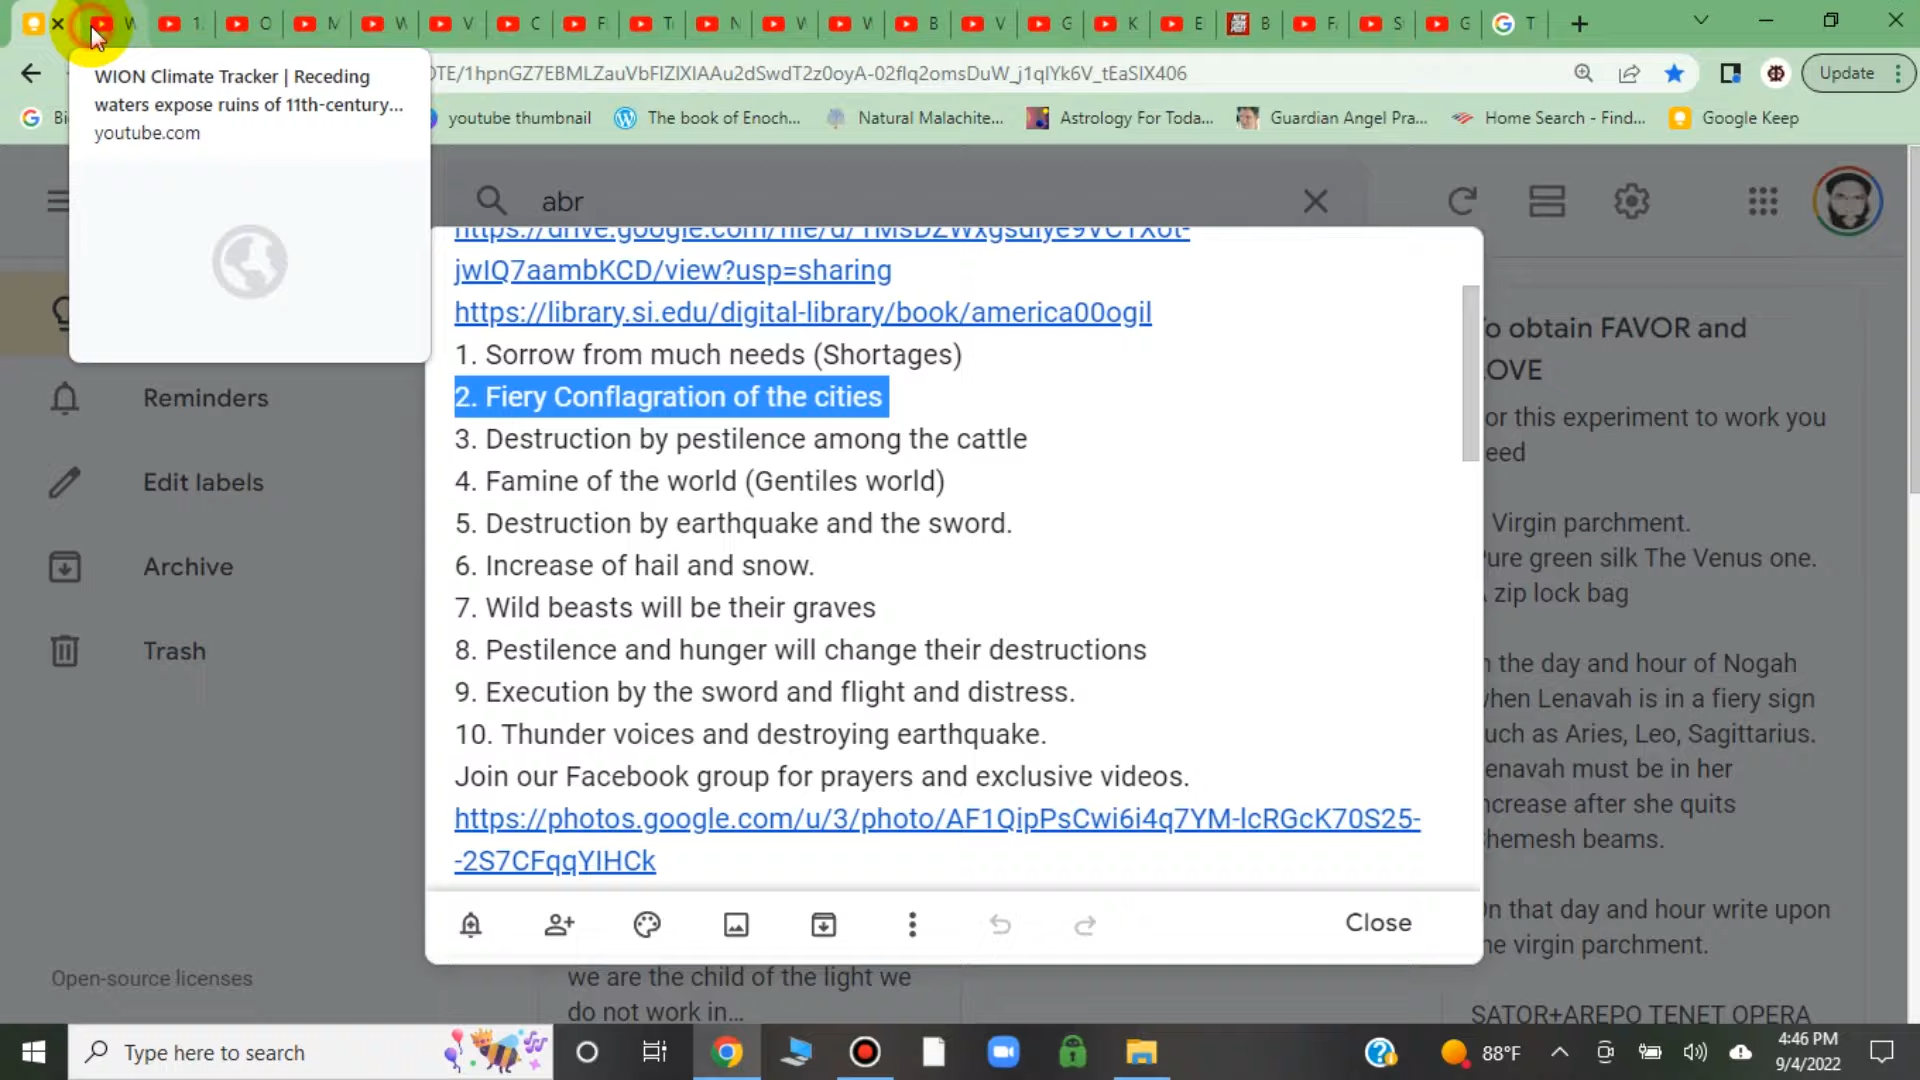 W
1
O
M
W
V
C
F
T
N
W
W
B
V
G
K
E
B
F
S
G
T
OTE/1hpnGZ7EBMLZauVbFIZIXIAAu2dSwdT2z0oyA-02flq2omsDuW_j1qIYk6V_tEaSIX406
Update
WION Climate Tracker | Receding
waters expose ruins of 11th-century...
youtube.com
youtube thumbnail
The book of Enoch...
Natural Malachite...
Astrology For Toda...
Guardian Angel Pra...
Home Search - Find...
Google Keep
abr
jwIQ7aambKCD/view?usp=sharing
https://library.si.edu/digital-library/book/america00ogil
1. Sorrow from much needs (Shortages)
2. Fiery Conflagration of the cities
3. Destruction by pestilence among the cattle
4. Famine of the world (Gentiles world)
5. Destruction by earthquake and the sword.
6. Increase of hail and snow.
7. Wild beasts will be their graves
8. Pestilence and hunger will change their destructions
9. Execution by the sword and flight and distress.
10. Thunder voices and destroying earthquake.
Join our Facebook group for prayers and exclusive videos.
https://photos.google.com/u/3/photo/AF1QipPsCwi6i4q7YM-lcRGcK70S25-
-2S7CFqqYIHCk
Close
Reminders
Edit labels
Archive
Trash
Open-source licenses
we are the child of the light we
do not work in...
o obtain FAVOR and
OVE
or this experiment to work you
eed
Virgin parchment.
ure green silk The Venus one.
zip lock bag
the day and hour of Nogah
hen Lenavah is in a fiery sign
uch as Aries, Leo, Sagittarius.
enavah must be in her
ncrease after she quits
hemesh beams.
n that day and hour write upon
he virgin parchment.
SATOR+AREPO TENET OPERA
Type here to search
88°F
4:46 PM
9/4/2022